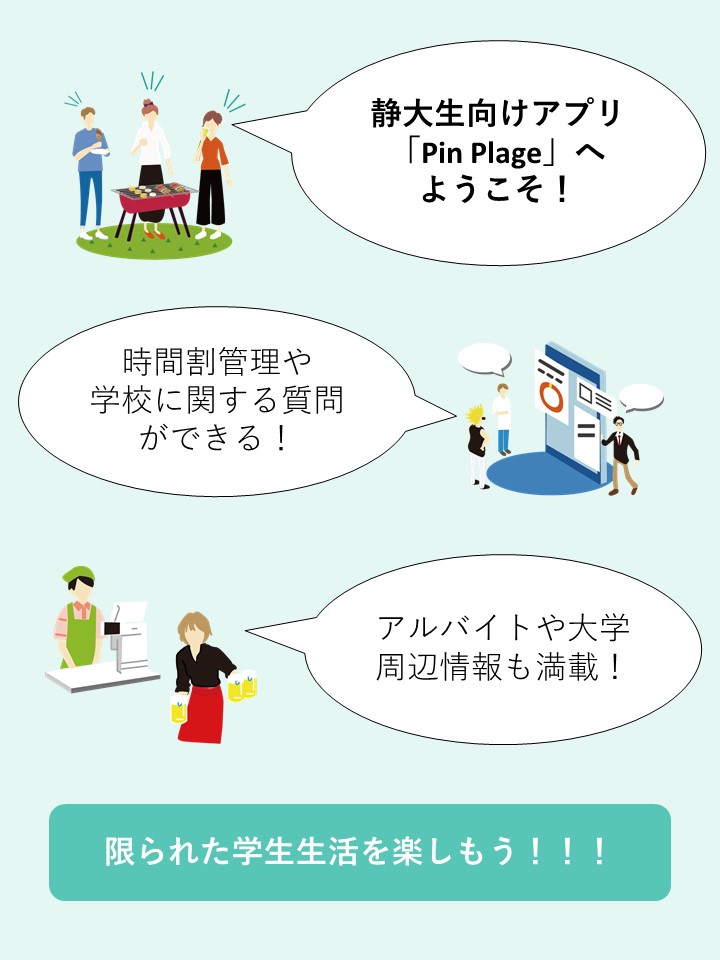 静大生向けアプリ
「Pin Plage」へ
ようこそ！
時間割管理や
学校に関する質問
ができる！
アルバイトや大学
周辺情報も満載！
限られた学生生活を楽しもう！！！